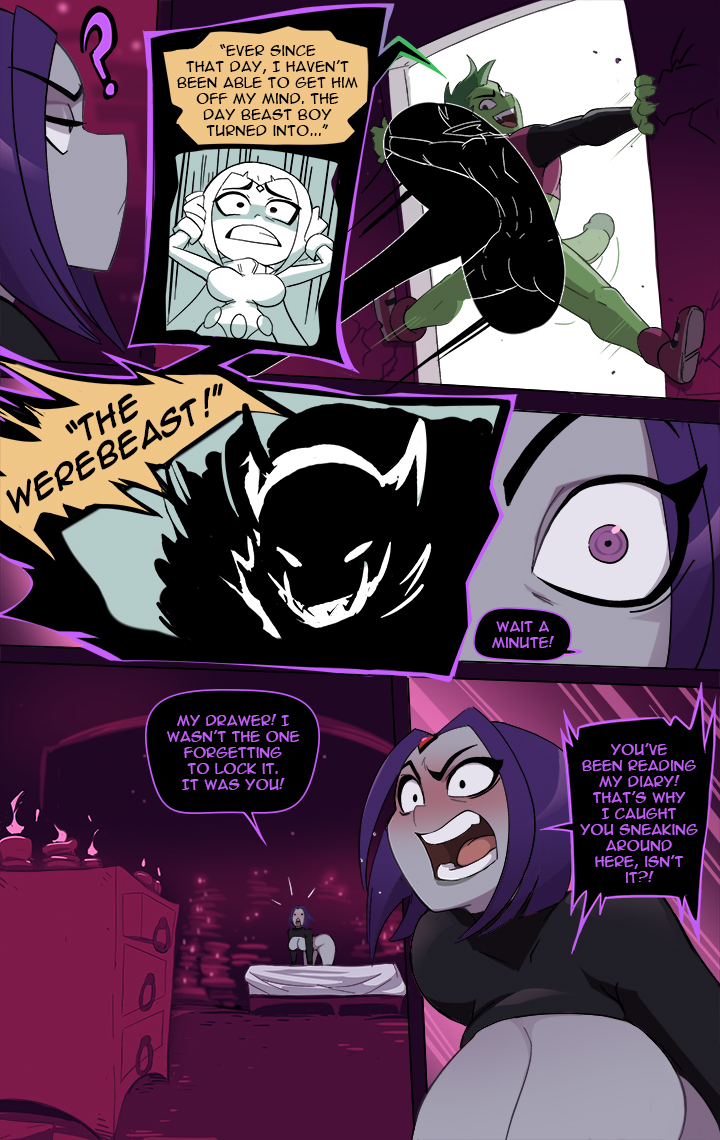 ?
"EVER SINCE
THAT DAY, I HAVEN'T
BEEN ABLE TO GET HIM
OFF MY MIND. THE
DAY BEAST BOY
TURNED INTO..."
"THE
WEREBEAST!"
WAIT A
MINUTE!
MY DRAWER! I
WASN'T THE ONE
FORGETTING
TO LOCK IT.
IT WAS YOU!
YOU'VE
BEEN READING
MY DIARY!
THAT'S WHY
I CAUGHT
YOU SNEAKING
AROUND
HERE, ISN'T
IT?!